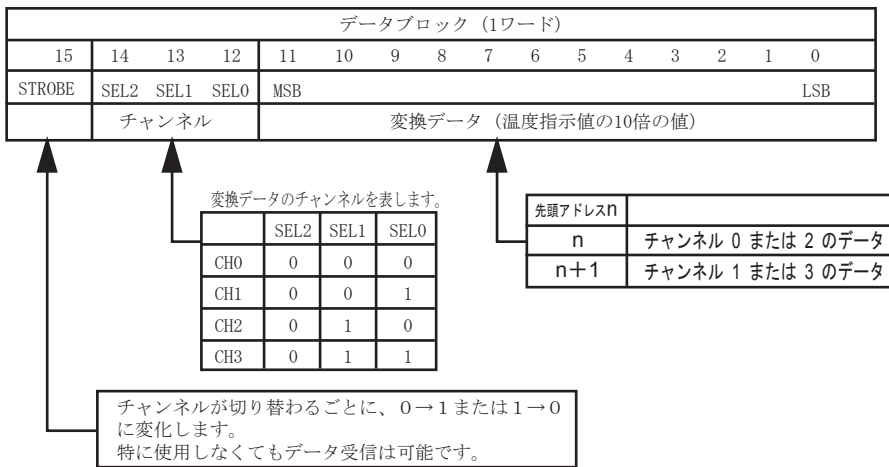 データブロック (1ワード)
15 14 13 12 11 10 9 8 7 6 5 4 3 2 1 0
STROBE SEL2 SEL1 SEL0 MSB LSB
チャンネル 変換データ (温度指示値の10倍の値)
変換データのチャンネルを表します。
SEL2 SEL1 SEL0
CH0 0 0 0
CH1 0 0 1
CH2 0 1 0
CH3 0 1 1
先頭アドレスn
n チャンネル 0 または 2 のデータ
n+1 チャンネル 1 または 3 のデータ
チャンネルが切り替わるごとに、0→1または1→0
に変化します。
特に使用しなくてもデータ受信は可能です。